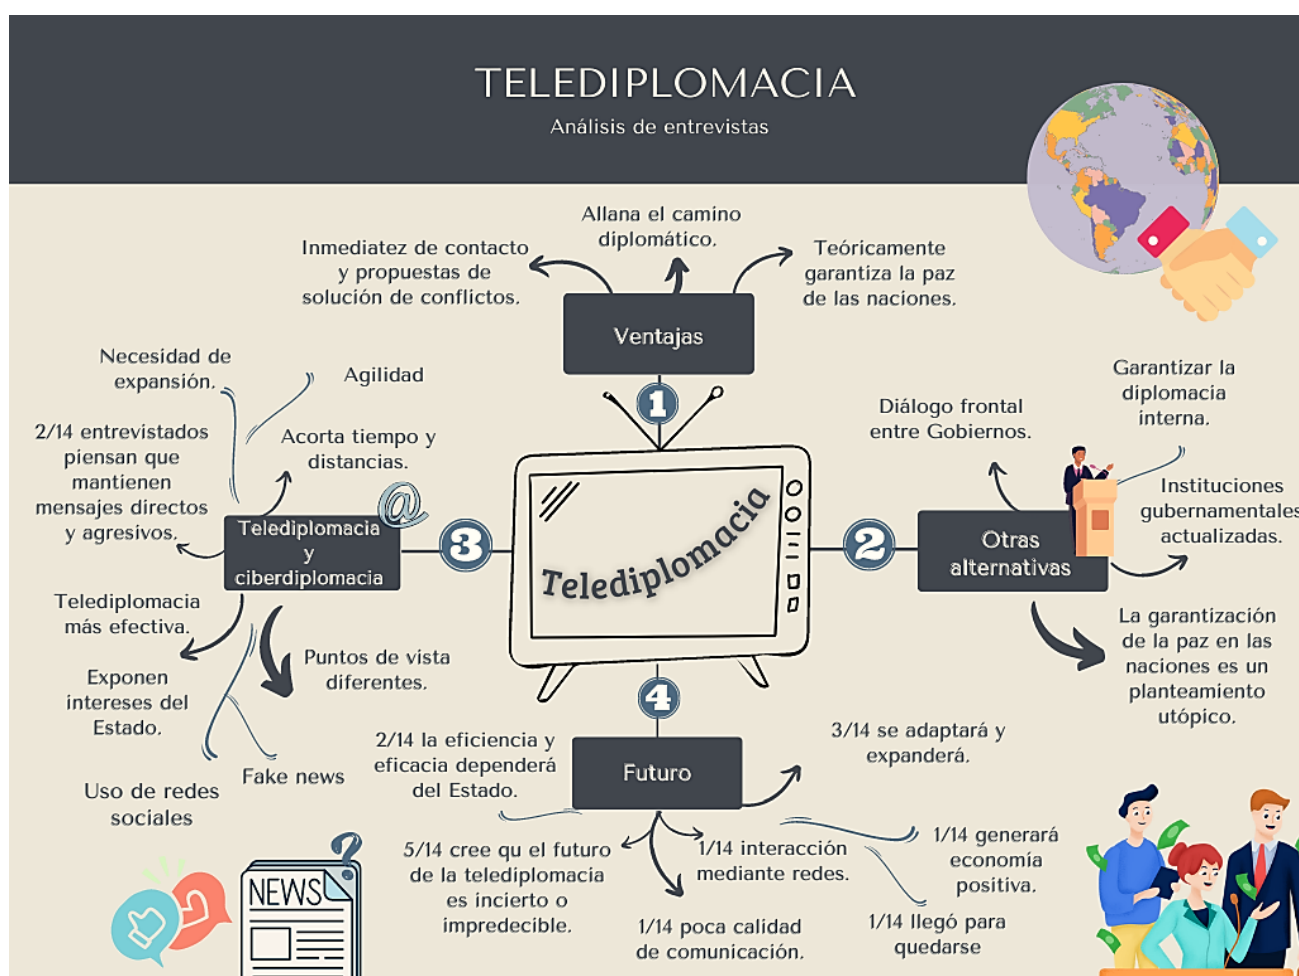 TELEDIPLOMACIA
Análisis de entrevistas
Allana el camino
diplomático.
Inmediatez de contacto
y propuestas de
solución de conflictos.
Teóricamente
garantiza la paz
de las naciones.
Ventajas
1
Necesidad de
expansión.
Agilidad
2/14 entrevistados
piensan que
mantienen
mensajes directos
y agresivos.
Acorta tiempo y
distancias.
@
Telediplomacia
y
ciberdiplomacia
3
Telediplomacia
más efectiva.
Exponen
intereses del
Estado.
Puntos de vista
diferentes.
Uso de redes
sociales
Fake news
Telediplomacia
2
Otras
alternativas
Diálogo frontal
entre Gobiernos.
Garantizar la
diplomacia
interna.
Instituciones
gubernamentales
actualizadas.
La garantización
de la paz en las
naciones es un
planteamiento
utópico.
4
Futuro
2/14 la eficiencia y
eficacia dependerá
del Estado.
3/14 se adaptará y
expanderá.
5/14 cree qu el futuro
de la telediplomacia
es incierto o
impredecible.
1/14 interacción
mediante redes.
1/14 poca calidad
de comunicación.
1/14 generará
economía
positiva.
1/14 llegó para
quedarse
NEWS
?